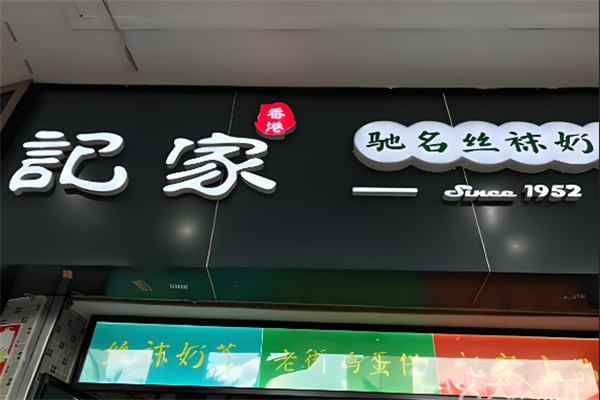 記家
香港
驰名丝袜奶
Since 1952
丝袜奶茶
老街鸡蛋仔